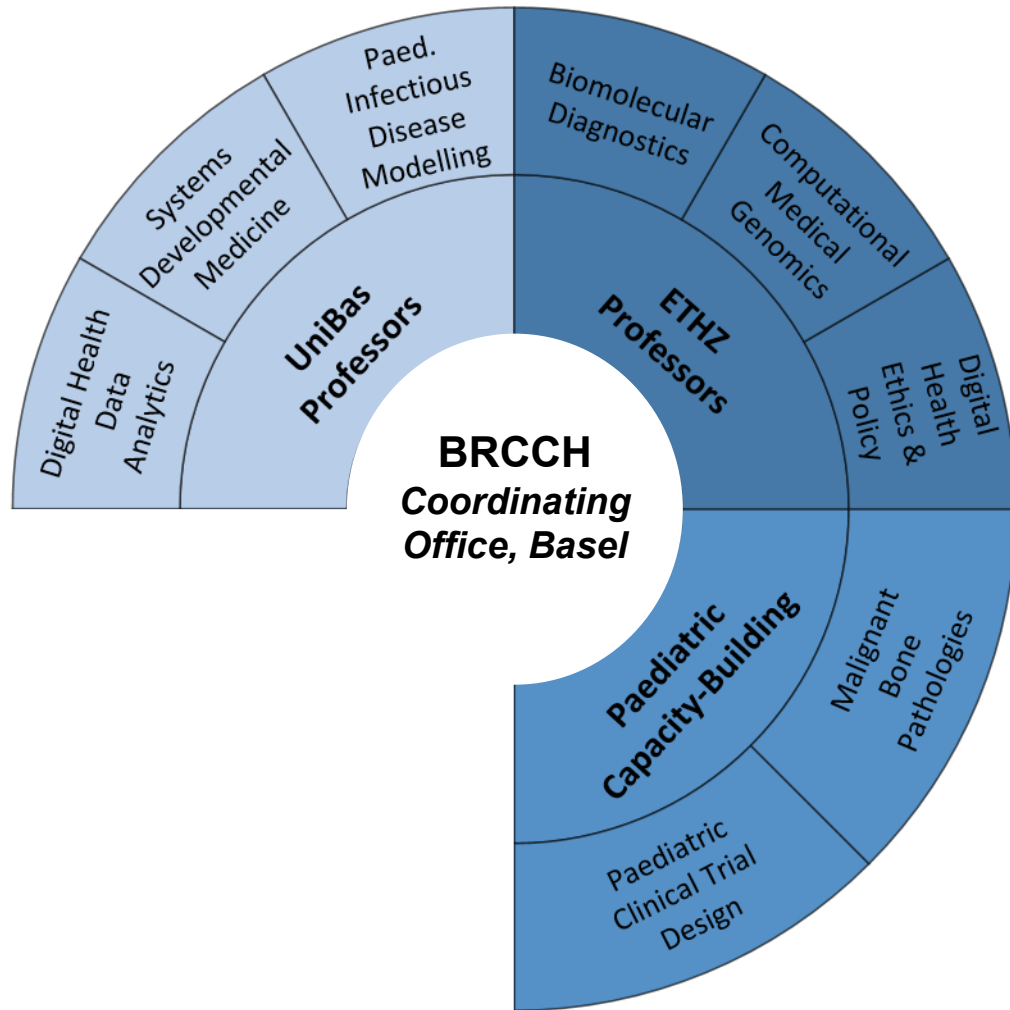 Paed.
Infectious
Disease
Modelling
Systems
Developmental
Medicine
Digital Health
Data
Analytics
UniBas
Professors
Biomolecular
Diagnostics
Computational
Medical
Genomics
Digital
Health
Ethics &
Policy
ETHZ
Professors
BRCCH
Coordinating
Office, Basel
Paediatric
Capacity-Building
Malignant
Bone
Pathologies
Paediatric
Clinical Trial
Design